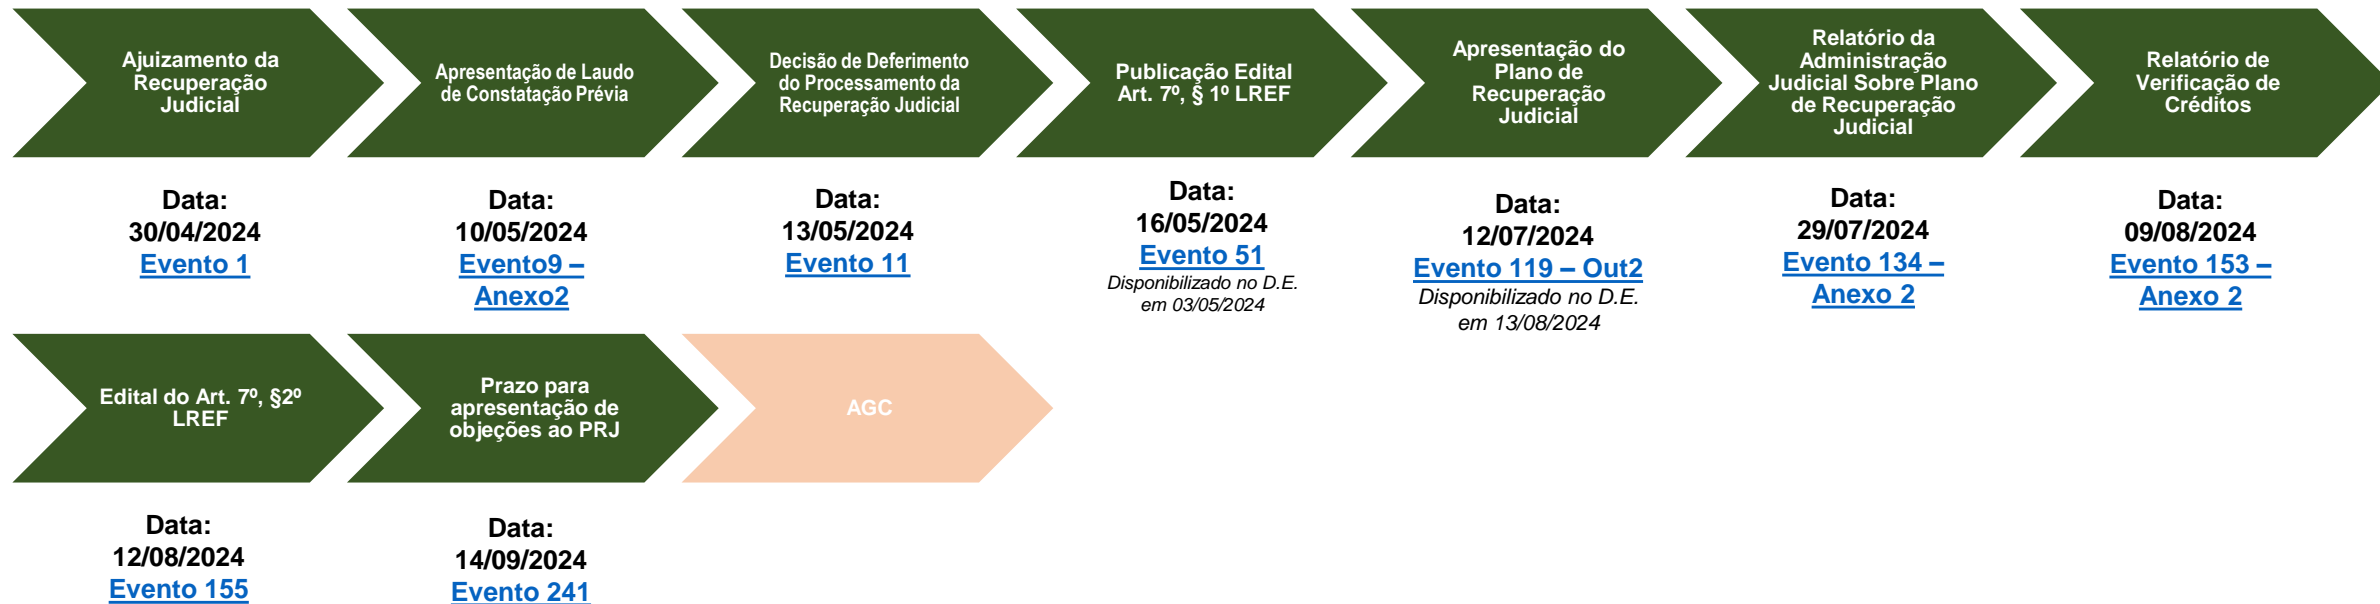 Ajuizamento da
Recuperação
Judicial
Apresentação de Laudo
de Constatação Prévia
Decisão de Deferimento
do Processamento da
Recuperação Judicial
Publicação Edital
Art. 7º, § 1º LREF
Apresentação do
Plano de
Recuperação
Judicial
Relatório da
Administração
Judicial Sobre Plano
de Recuperação
Judicial
Relatório de
Verificação de
Créditos
Data:
30/04/2024
Evento 1
Data:
10/05/2024
Evento9 –
Anexo2
Data:
13/05/2024
Evento 11
Data:
16/05/2024
Evento 51
Disponibilizado no D.E.
em 03/05/2024
Data:
12/07/2024
Evento 119 – Out2
Disponibilizado no D.E.
em 13/08/2024
Data:
29/07/2024
Evento 134 –
Anexo 2
Data:
09/08/2024
Evento 153 –
Anexo 2
Edital do Art. 7º, §2º
LREF
Prazo para
apresentação de
objeções ao PRJ
AGC
Data:
12/08/2024
Evento 155
Data:
14/09/2024
Evento 241